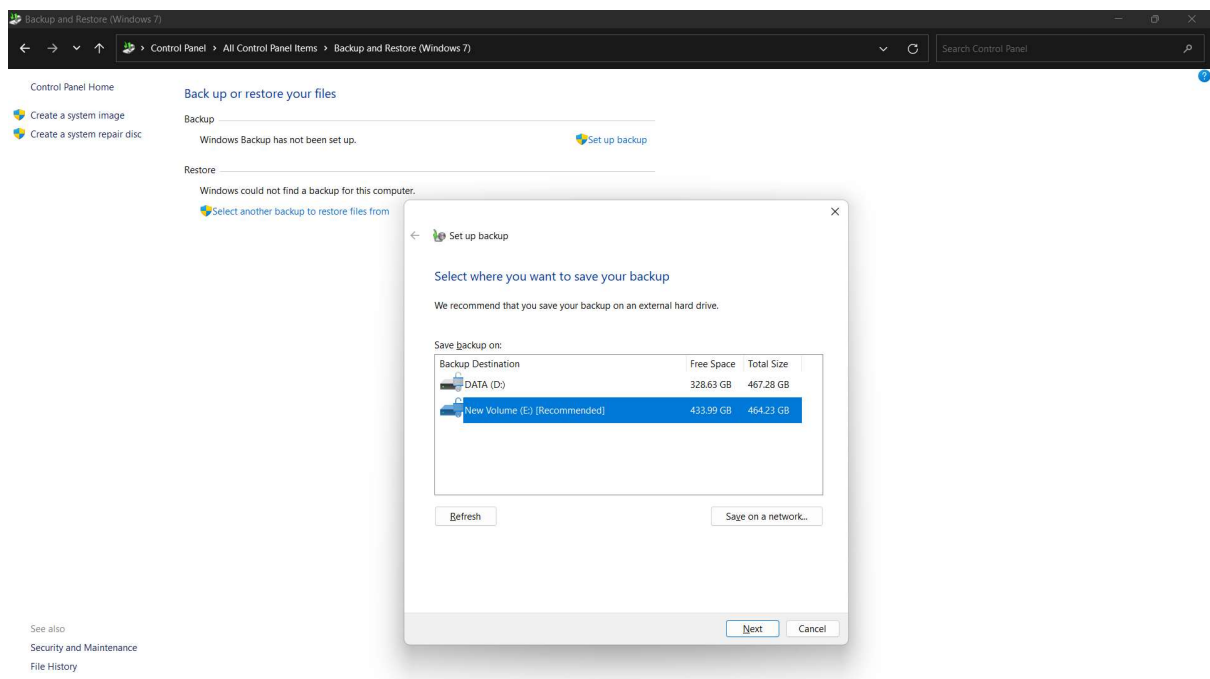 Backup and Restore (Windows 7)
Control Panel › All Control Panel Items › Backup and Restore (Windows 7)
Search Control Panel
Control Panel Home
Create a system image
Create a system repair disc
Back up or restore your files
Backup
Windows Backup has not been set up.
Set up backup
Restore
Windows could not find a backup for this computer.
Select another backup to restore files from
Set up backup
Select where you want to save your backup
We recommend that you save your backup on an external hard drive.
Save backup on:
Backup Destination Free Space Total Size
DATA (D:) 328.63 GB 467.28 GB
New Volume (E:) [Recommended] 433.99 GB 464.23 GB
Refresh Save on a network...
Next Cancel
See also
Security and Maintenance
File History